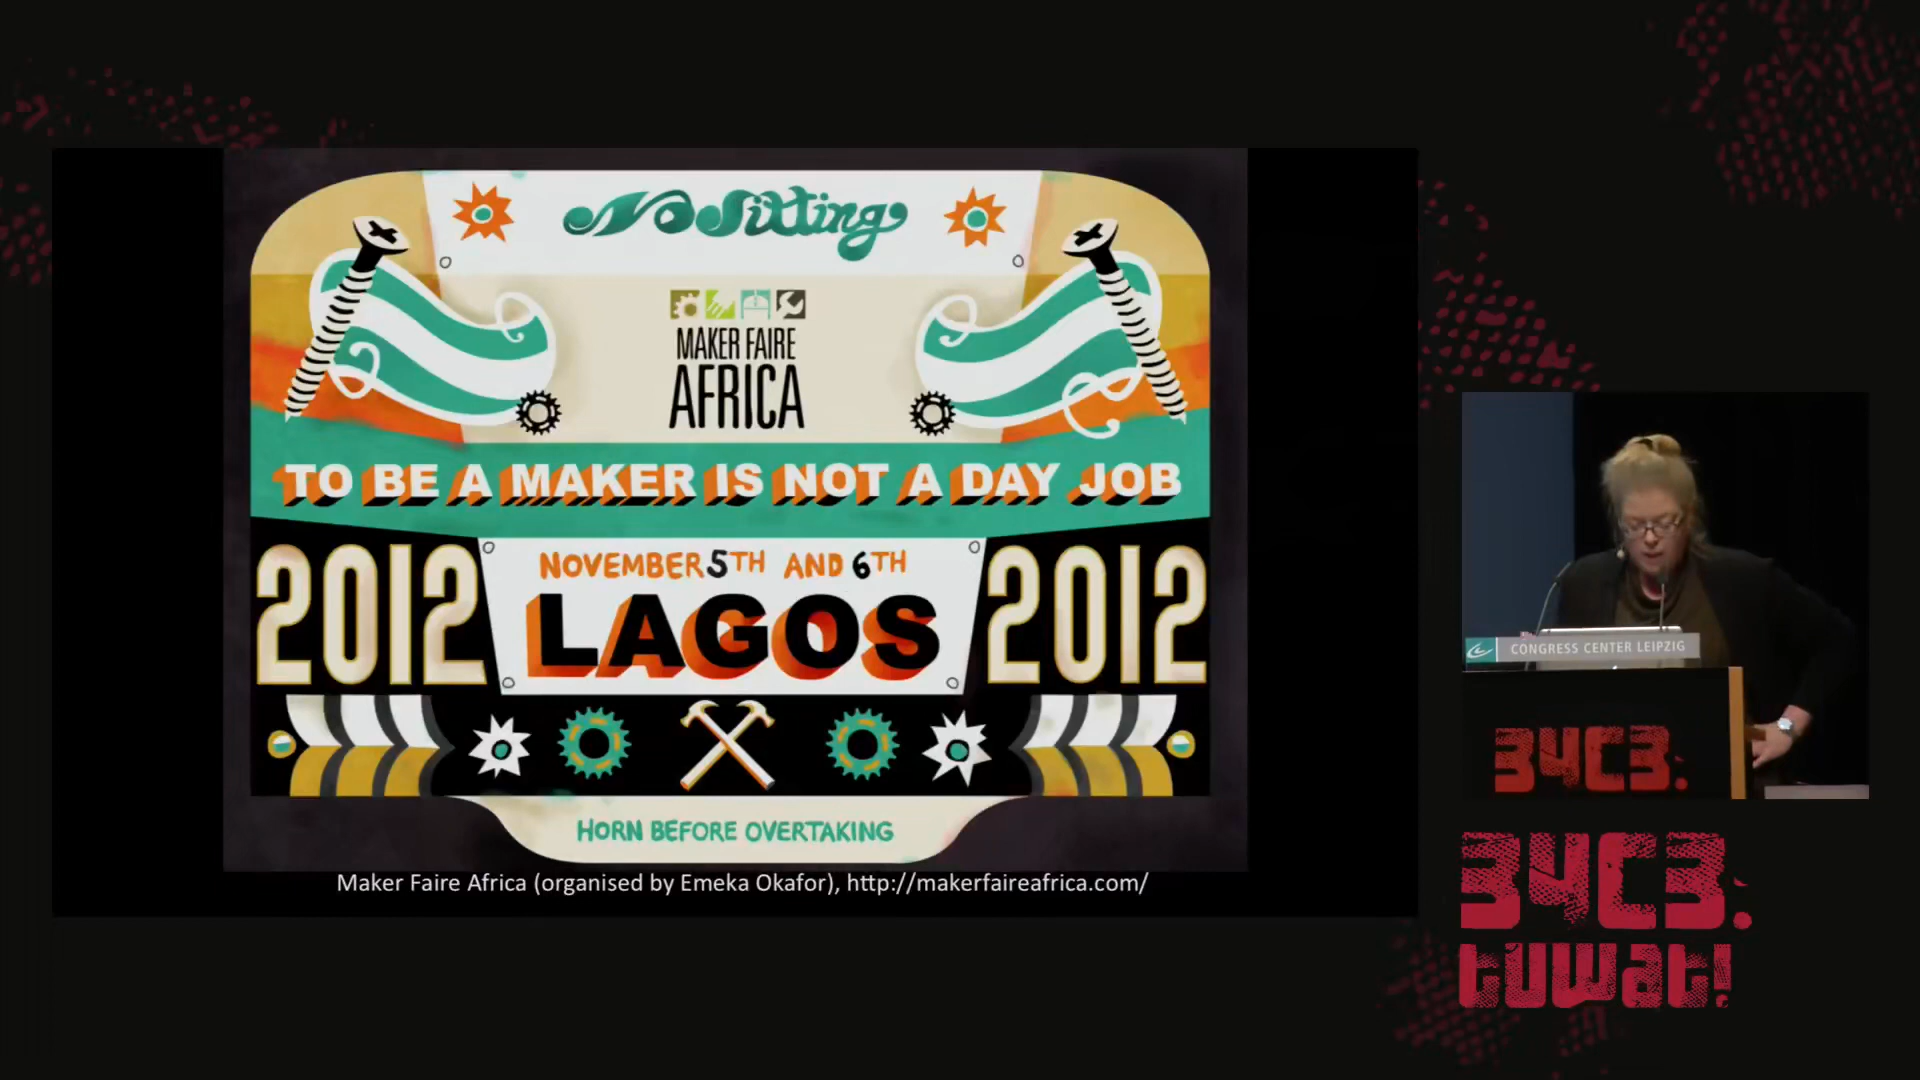 No Sitting
MAKER FAIRE
AFRICA
TO BE A MAKER IS NOT A DAY JOB
2012
NOVEMBER 5TH AND 6TH
LAGOS
2012
HORN BEFORE OVERTAKING
Maker Faire Africa (organised by Emeka Okafor), http://makerfaireafrica.com/
CONGRESS CENTER LEIPZIG
34C3.
34C3.
tuwat!